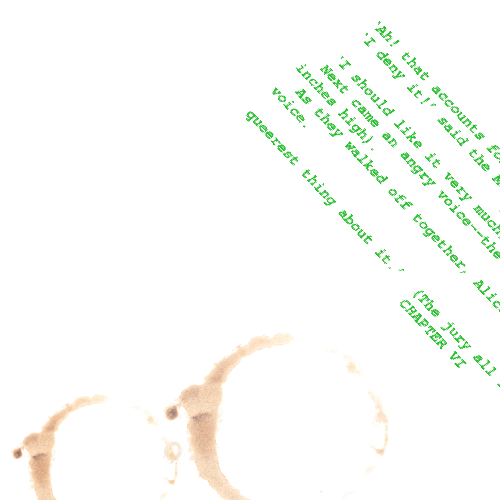 'Ah! that accounts
'I deny it!' said the
'I should like it very much
Next came an angry voice--the
inches high).
As they walked off together, Alic
voice.
queerest thing about it.' (The jury all
CHAPTER VI